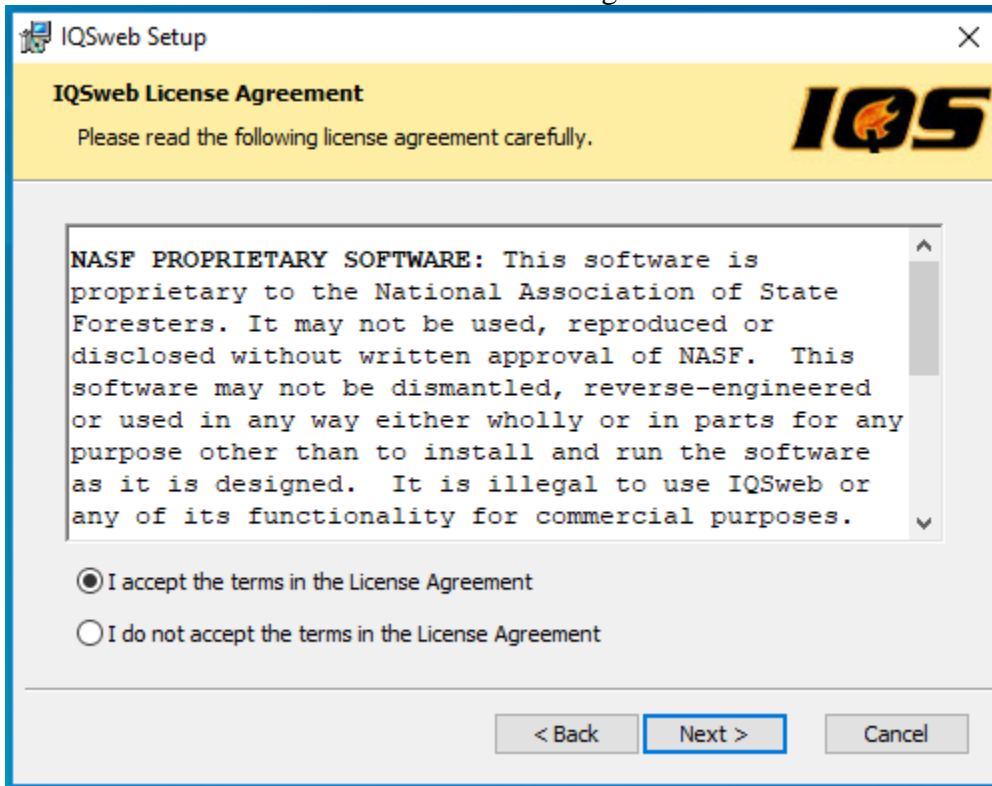 IQSweb Setup
IQSweb License Agreement
Please read the following license agreement carefully.
IQS
NASF PROPRIETARY SOFTWARE: This software is
proprietary to the National Association of State
Foresters. It may not be used, reproduced or
disclosed without written approval of NASF.  This
software may not be dismantled, reverse-engineered
or used in any way either wholly or in parts for any
purpose other than to install and run the software
as it is designed.  It is illegal to use IQSweb or
any of its functionality for commercial purposes.
I accept the terms in the License Agreement
I do not accept the terms in the License Agreement
< Back Next > Cancel